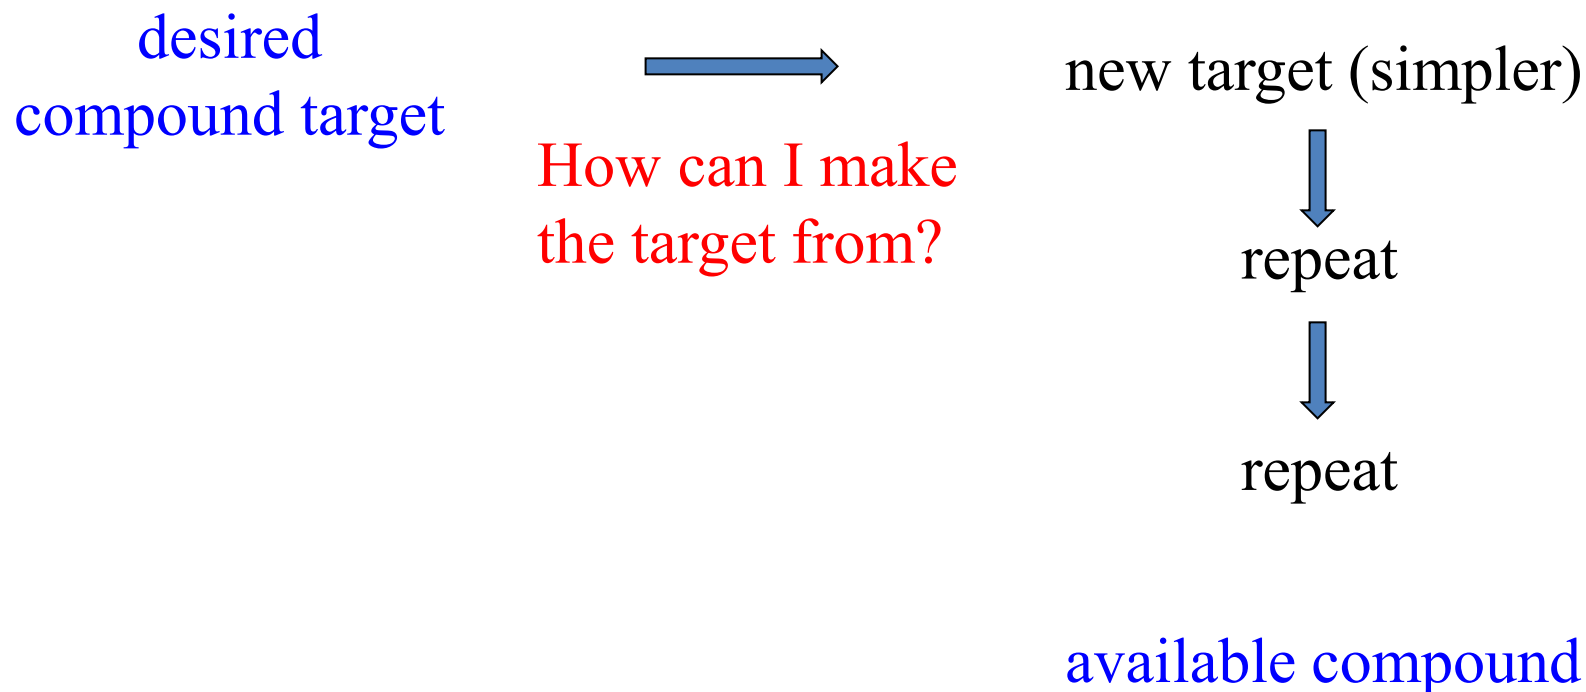 desired
compound target
How can I make
the target from?
new target (simpler)
repeat
repeat
available compound